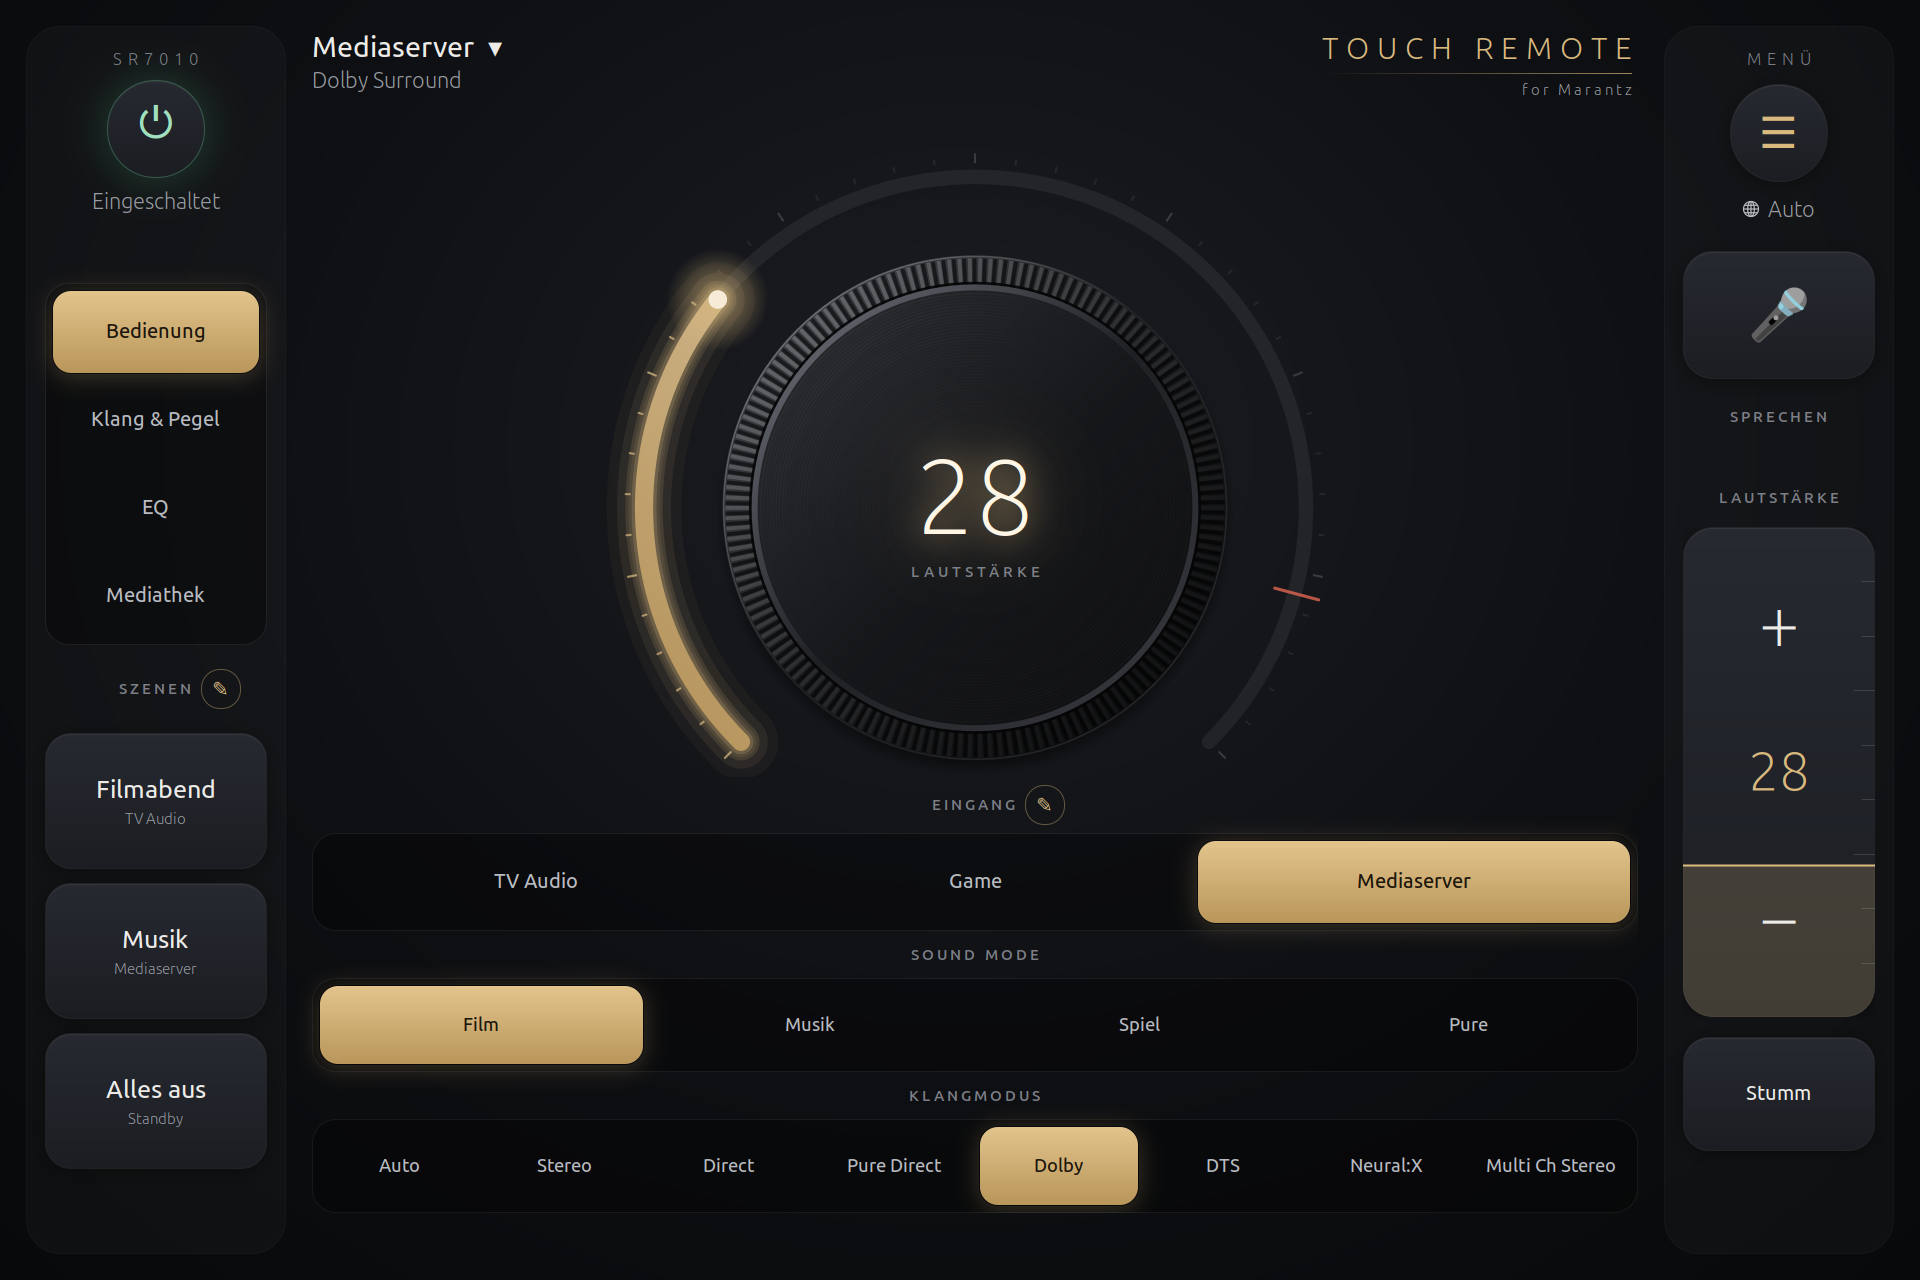 SR7010
Eingeschaltet
Bedienung
Klang & Pegel
EQ
Mediathek
SZENEN
Filmabend
TV Audio
Musik
Mediaserver
Alles aus
Standby
Mediaserver ▼
Dolby Surround
TOUCH REMOTE
for Marantz
28
LAUTSTÄRKE
EINGANG
TV Audio
Game
Mediaserver
SOUND MODE
Film
Musik
Spiel
Pure
KLANGMODUS
Auto
Stereo
Direct
Pure Direct
Dolby
DTS
Neural:X
Multi Ch Stereo
MENÜ
Auto
SPRECHEN
LAUTSTÄRKE
+
28
−
Stumm